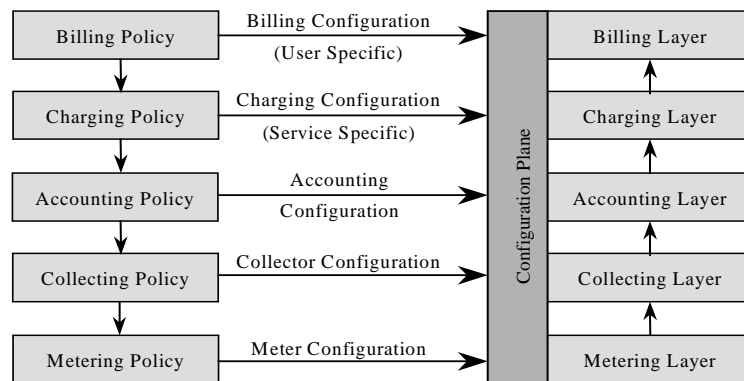 Billing Policy
Billing Configuration
(User Specific)
Billing Layer
Charging Policy
Charging Configuration
(Service Specific)
Charging Layer
Accounting Policy
Accounting
Configuration
Accounting Layer
Collecting Policy
Collector Configuration
Collecting Layer
Metering Policy
Meter Configuration
Metering Layer
Configuration Plane